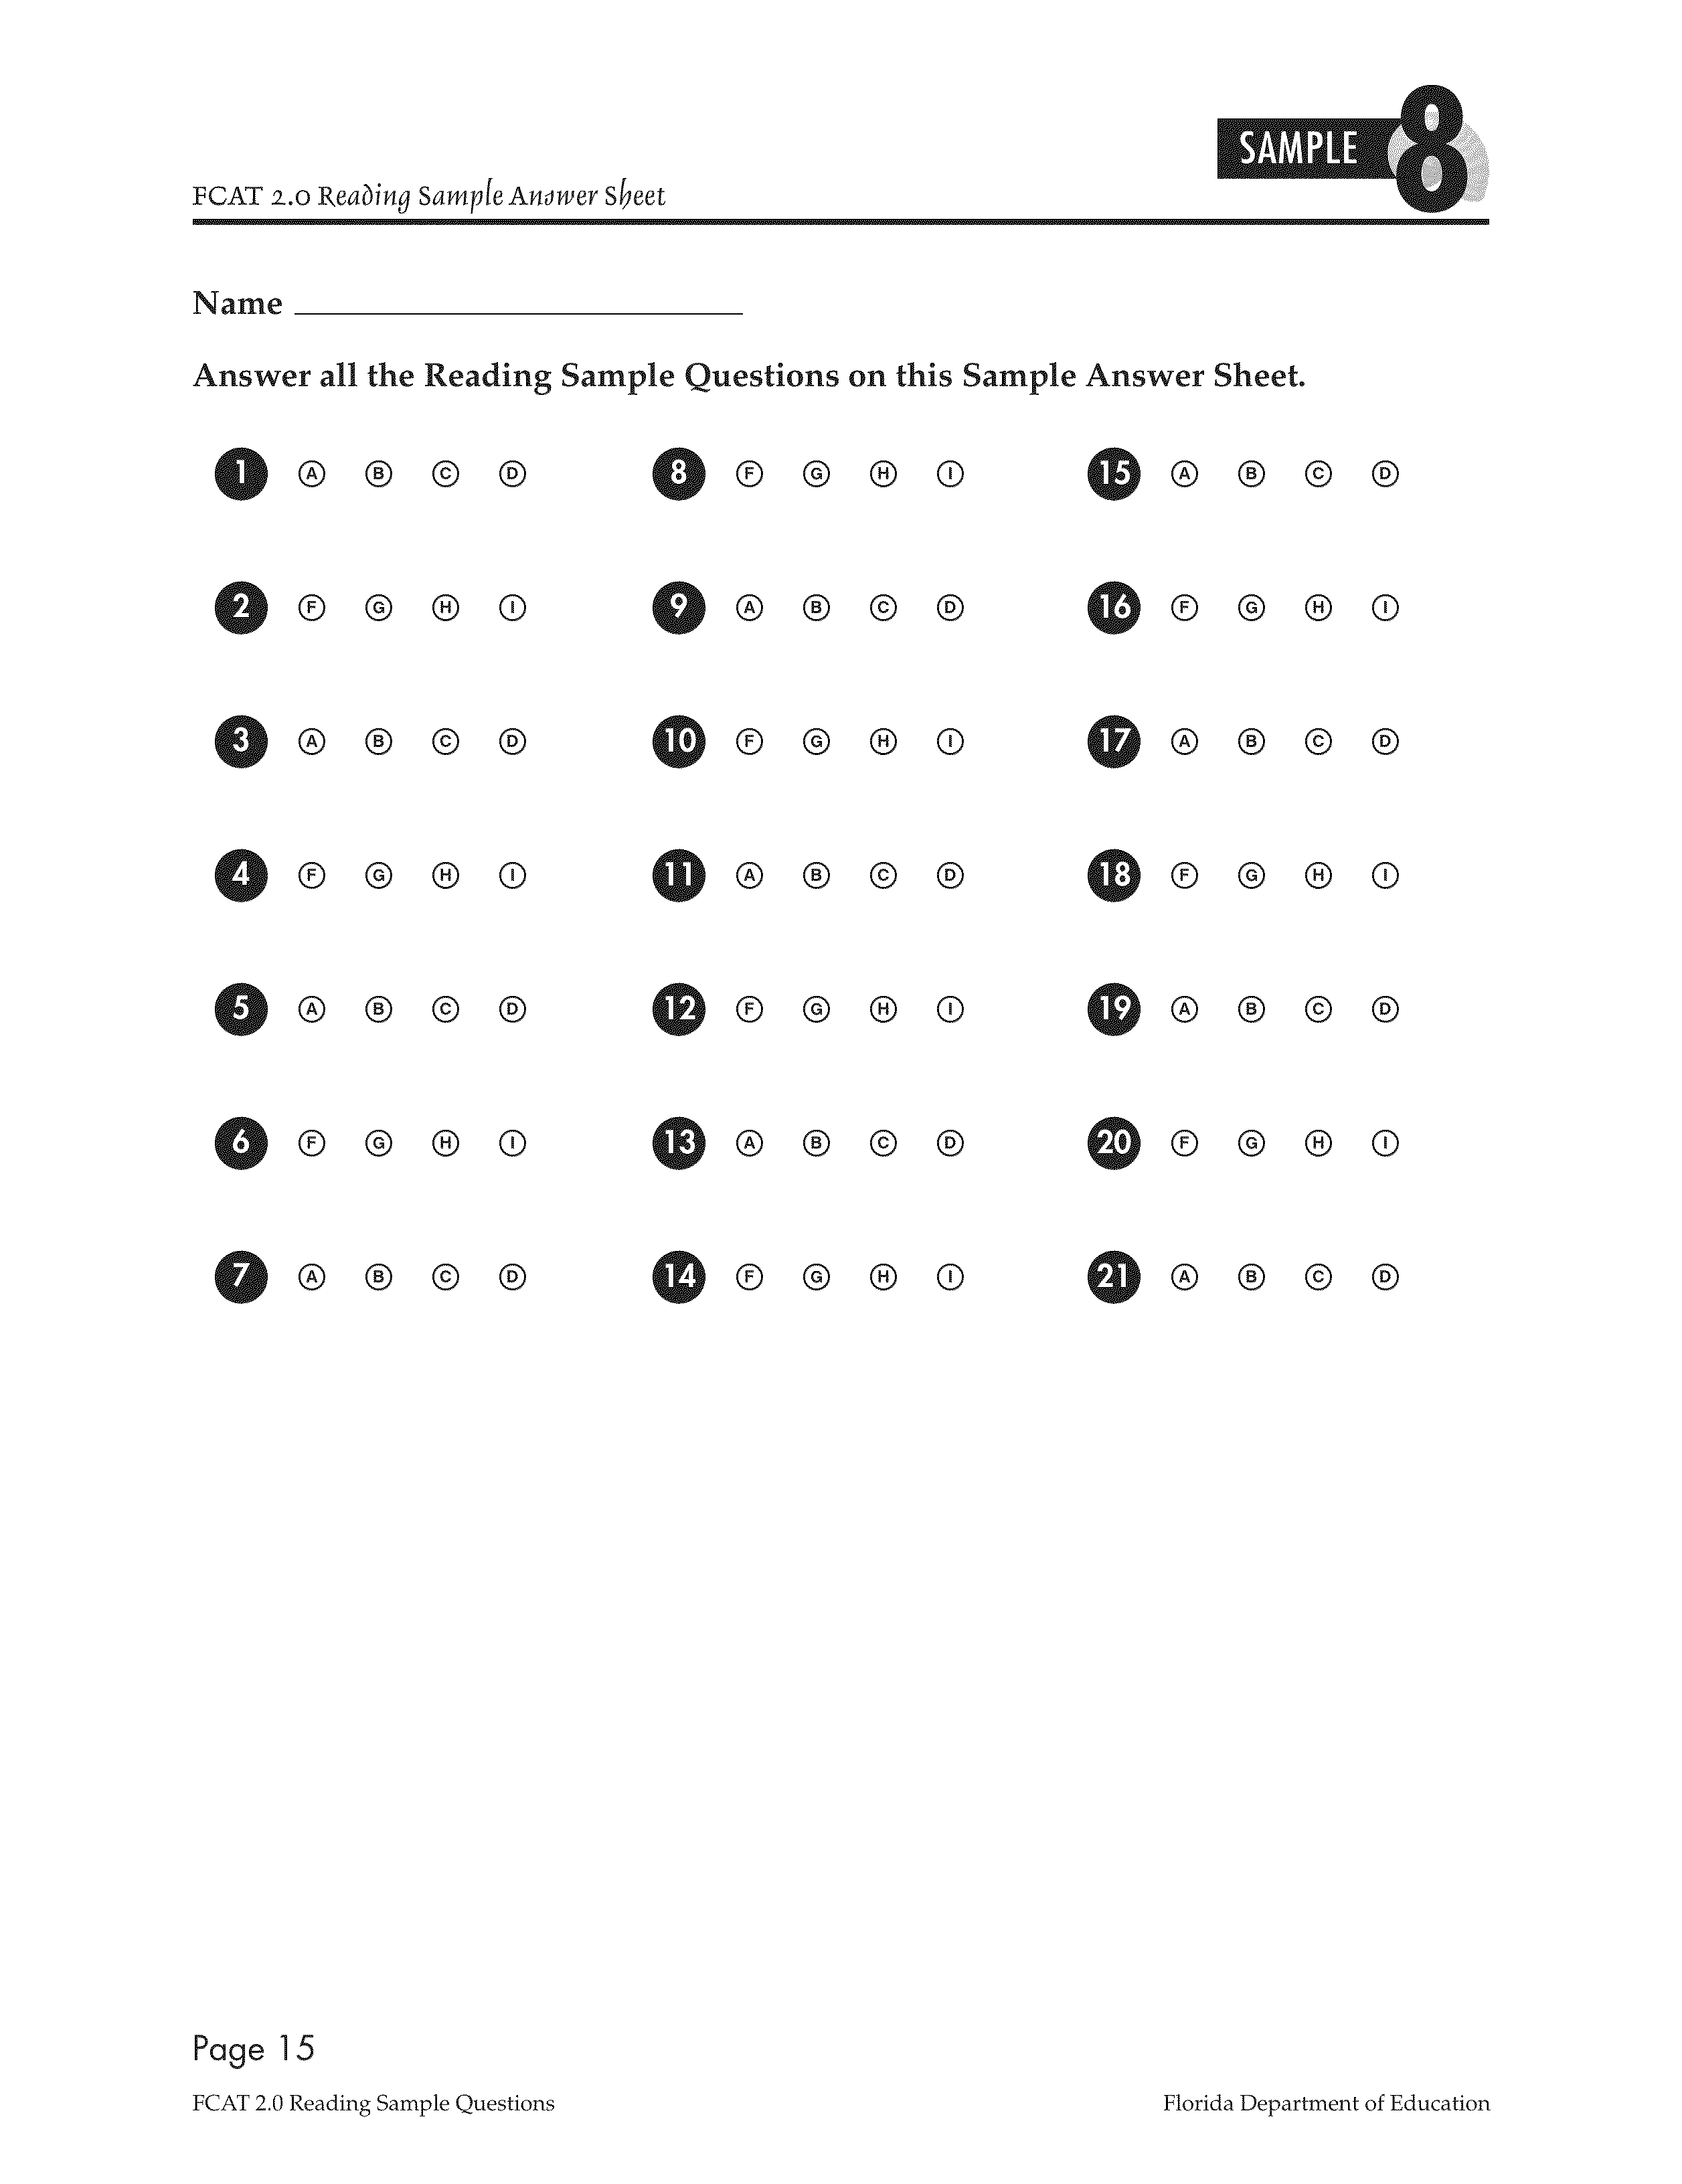 SAMPLE 8
FCAT 2.0 Reading Sample Answer Sheet
Name
Answer all the Reading Sample Questions on this Sample Answer Sheet.
1 A B C D
2 F G H I
3 A B C D
4 F G H I
5 A B C D
6 F G H I
7 A B C D
8 F G H I
9 A B C D
10 F G H I
11 A B C D
12 F G H I
13 A B C D
14 F G H I
15 A B C D
16 F G H I
17 A B C D
18 F G H I
19 A B C D
20 F G H I
21 A B C D
Page 15
FCAT 2.0 Reading Sample Questions
Florida Department of Education